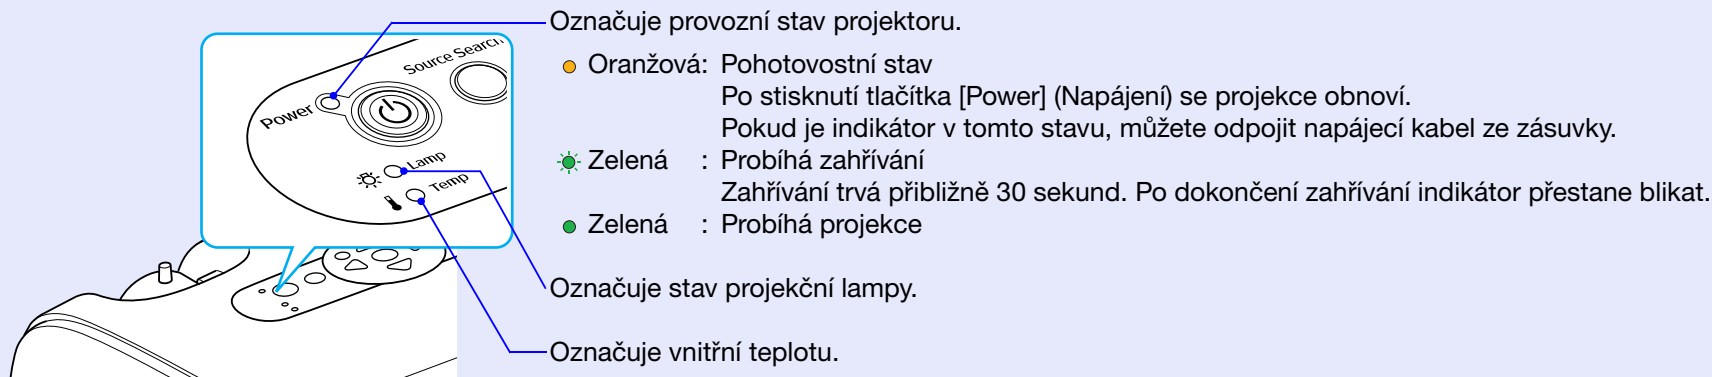 Označuje provozní stav projektoru.
Source Search
Power
Lamp
Temp
Oranžová: Pohotovostní stav
Po stisknutí tlačítka [Power] (Napájení) se projekce obnoví.
Pokud je indikátor v tomto stavu, můžete odpojit napájecí kabel ze zásuvky.
Zelená : Probíhá zahřívání
Zahřívání trvá přibližně 30 sekund. Po dokončení zahřívání indikátor přestane blikat.
Zelená : Probíhá projekce
Označuje stav projekční lampy.
Označuje vnitřní teplotu.